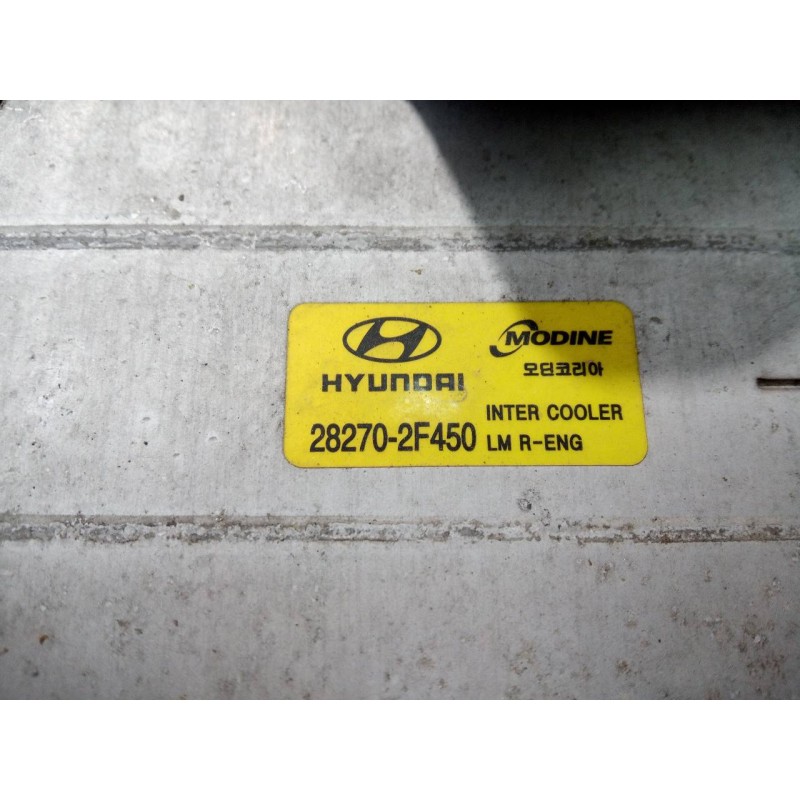 HYUNDAI
MODINE
모딘코리아
28270-2F450
INTER COOLER
LM R-ENG